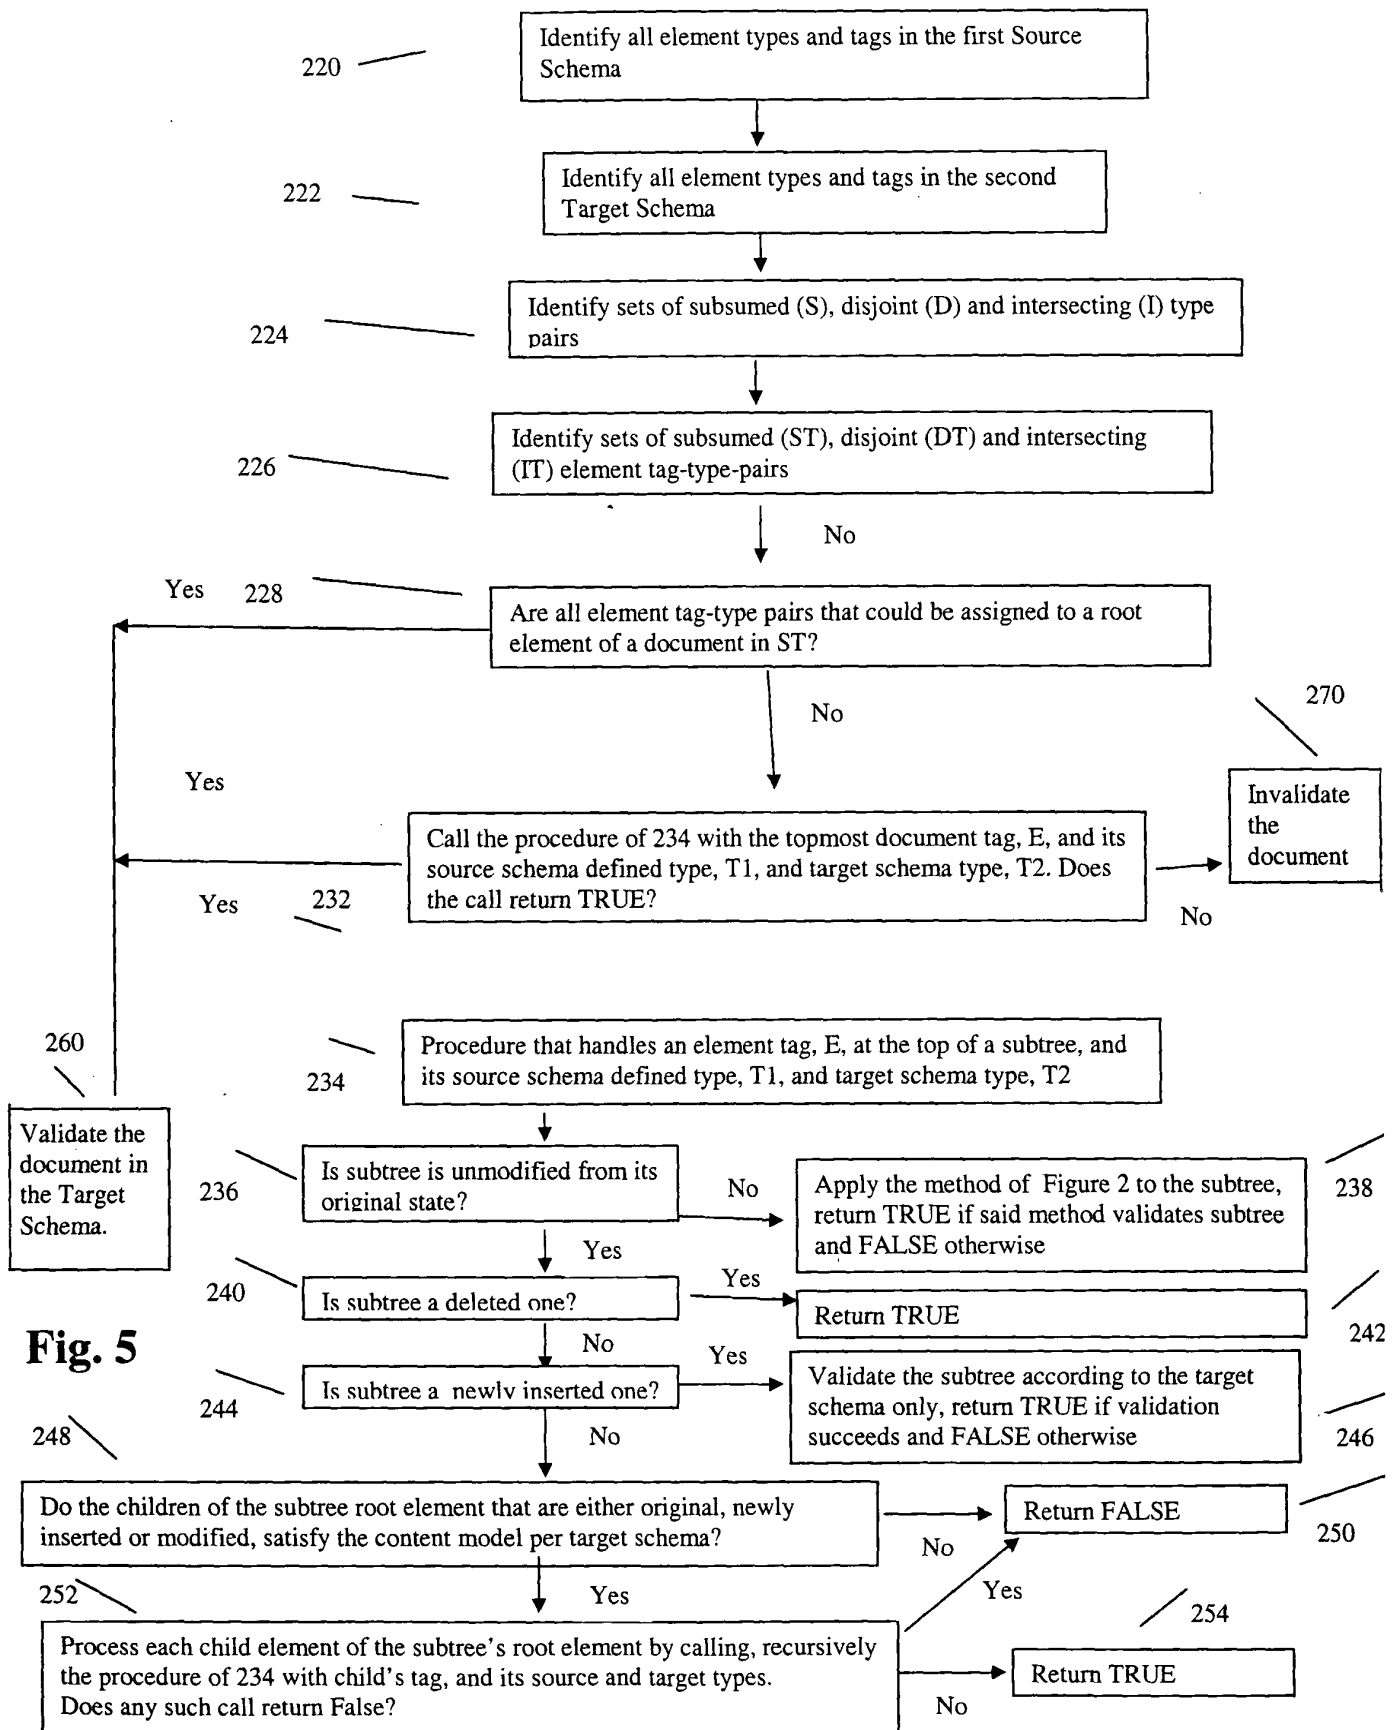 220
Identify all element types and tags in the first Source
Schema
222
Identify all element types and tags in the second
Target Schema
224
Identify sets of subsumed (S), disjoint (D) and intersecting (I) type
pairs
226
Identify sets of subsumed (ST), disjoint (DT) and intersecting
(IT) element tag-type-pairs
No
Yes
228
Are all element tag-type pairs that could be assigned to a root
element of a document in ST?
No
270
Yes
Invalidate
the
document
Call the procedure of 234 with the topmost document tag, E, and its
source schema defined type, T1, and target schema type, T2. Does
the call return TRUE?
Yes
232
No
260
234
Procedure that handles an element tag, E, at the top of a subtree, and
its source schema defined type, T1, and target schema type, T2
Validate the
document in
the Target
Schema.
236
Is subtree is unmodified from its
original state?
No
Apply the method of Figure 2 to the subtree,
return TRUE if said method validates subtree
and FALSE otherwise
238
Yes
240
Is subtree a deleted one?
Yes
Return TRUE
242
Fig. 5
No
244
Is subtree a newly inserted one?
Yes
Validate the subtree according to the target
schema only, return TRUE if validation
succeeds and FALSE otherwise
246
No
248
Do the children of the subtree root element that are either original, newly
inserted or modified, satisfy the content model per target schema?
No
Return FALSE
250
252
Yes
Yes
254
Process each child element of the subtree's root element by calling, recursively
the procedure of 234 with child's tag, and its source and target types.
Does any such call return False?
No
Return TRUE